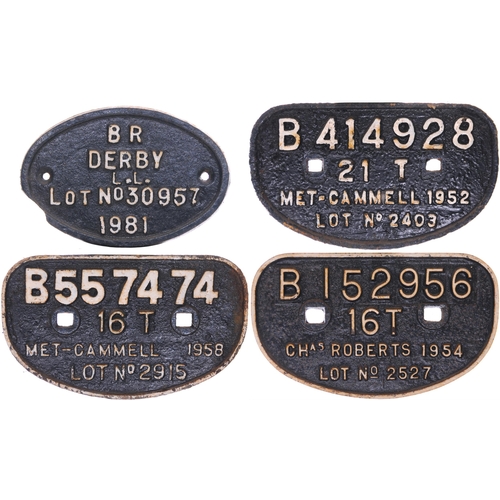 BR
DERBY
L.L.
LOT NO 30957
1981
B 414928
21 T
MET-CAMMELL 1952
LOT NO 2403
B557474
16 T
MET-CAMMELL 1958
LOT NO 2915
B 152956
16T
CHAS ROBERTS 1954
LOT NO 2527